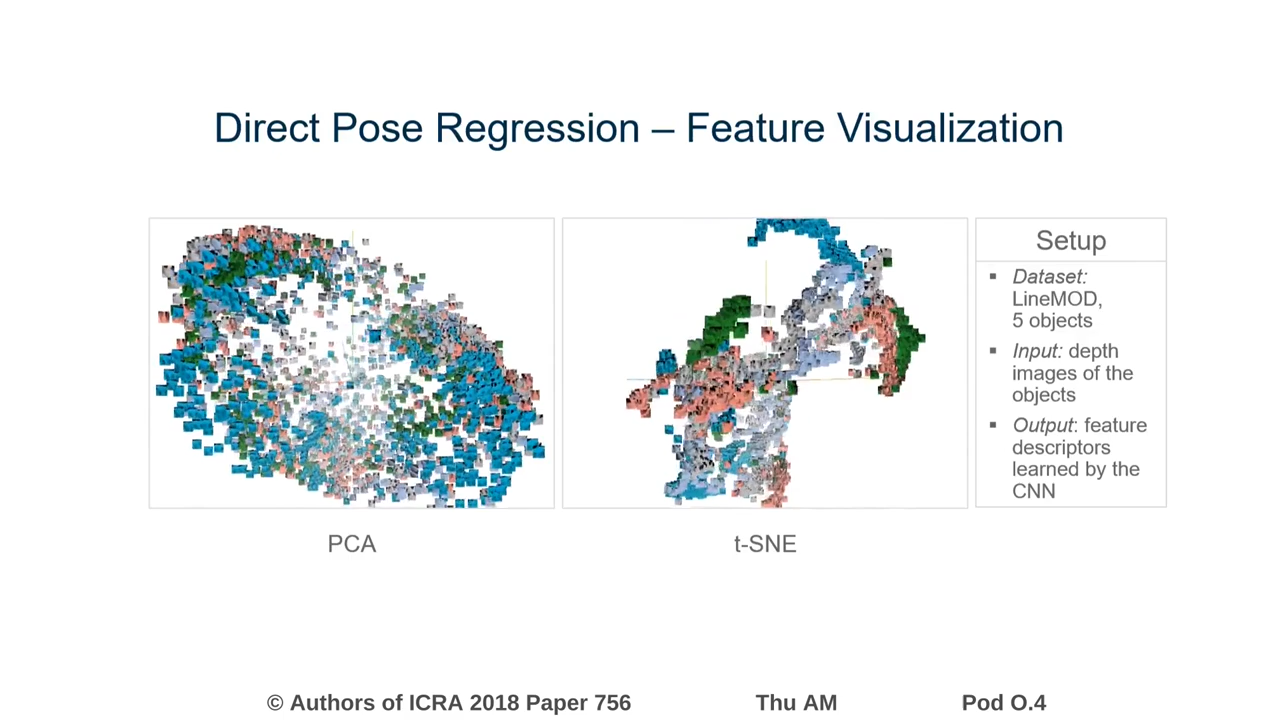 Direct Pose Regression – Feature Visualization
Setup
▪ Dataset:
LineMOD,
5 objects
▪ Input: depth
images of the
objects
▪ Output: feature
descriptors
learned by the
CNN
PCA
t-SNE
© Authors of ICRA 2018 Paper 756 Thu AM Pod O.4